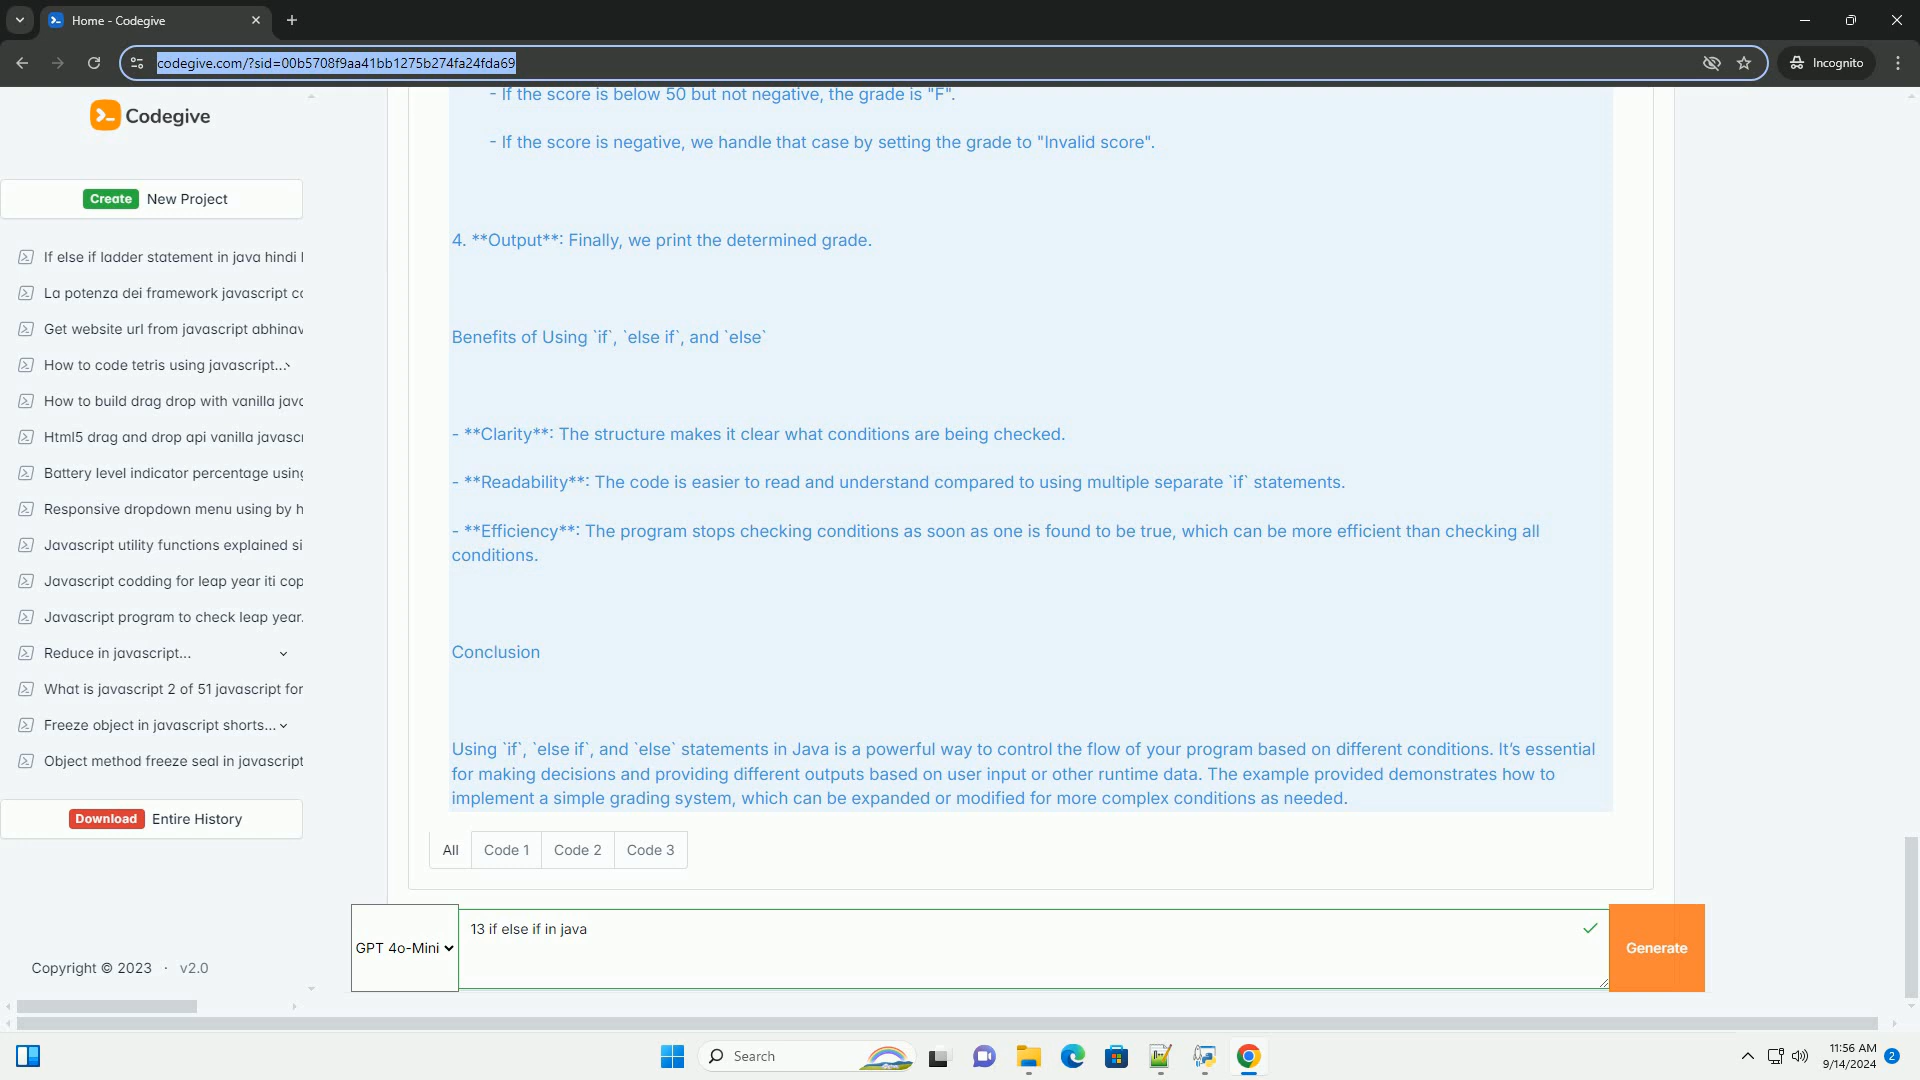 Home - Codegive
codegive.com/?sid=00b5708f9aa41bb1275b274fa24fda69
Incognito
Codegive
Create New Project
If else if ladder statement in java hindi
La potenza dei framework javascript co
Get website url from javascript abhinav
How to code tetris using javascript...
How to build drag drop with vanilla java
Html5 drag and drop api vanilla javascr
Battery level indicator percentage using
Responsive dropdown menu using by h
Javascript utility functions explained si
Javascript codding for leap year iti cop
Javascript program to check leap year.
Reduce in javascript...
What is javascript 2 of 51 javascript for
Freeze object in javascript shorts...
Object method freeze seal in javascript
Download Entire History
Copyright © 2023 · v2.0
- If the score is below 50 but not negative, the grade is "F".
- If the score is negative, we handle that case by setting the grade to "Invalid score".
4. **Output**: Finally, we print the determined grade.
Benefits of Using `if`, `else if`, and `else`
- **Clarity**: The structure makes it clear what conditions are being checked.
- **Readability**: The code is easier to read and understand compared to using multiple separate `if` statements.
- **Efficiency**: The program stops checking conditions as soon as one is found to be true, which can be more efficient than checking all
conditions.
Conclusion
Using `if`, `else if`, and `else` statements in Java is a powerful way to control the flow of your program based on different conditions. It’s essential
for making decisions and providing different outputs based on user input or other runtime data. The example provided demonstrates how to
implement a simple grading system, which can be expanded or modified for more complex conditions as needed.
All Code 1 Code 2 Code 3
GPT 4o-Mini
13 if else if in java
Generate
Search
11:56 AM
9/14/2024
2